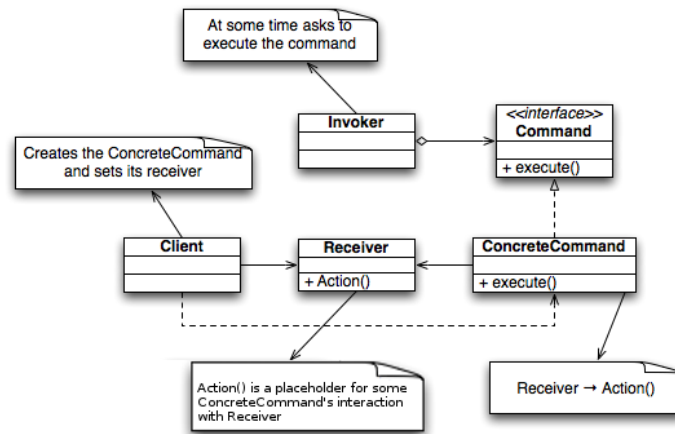 At some time asks to
execute the command
Invoker
<<interface>>
Command
+ execute()
Creates the ConcreteCommand
and sets its receiver
Client
Receiver
+ Action()
ConcreteCommand
+ execute()
Action() is a placeholder for some
ConcreteCommand's interaction
with Receiver
Receiver → Action()